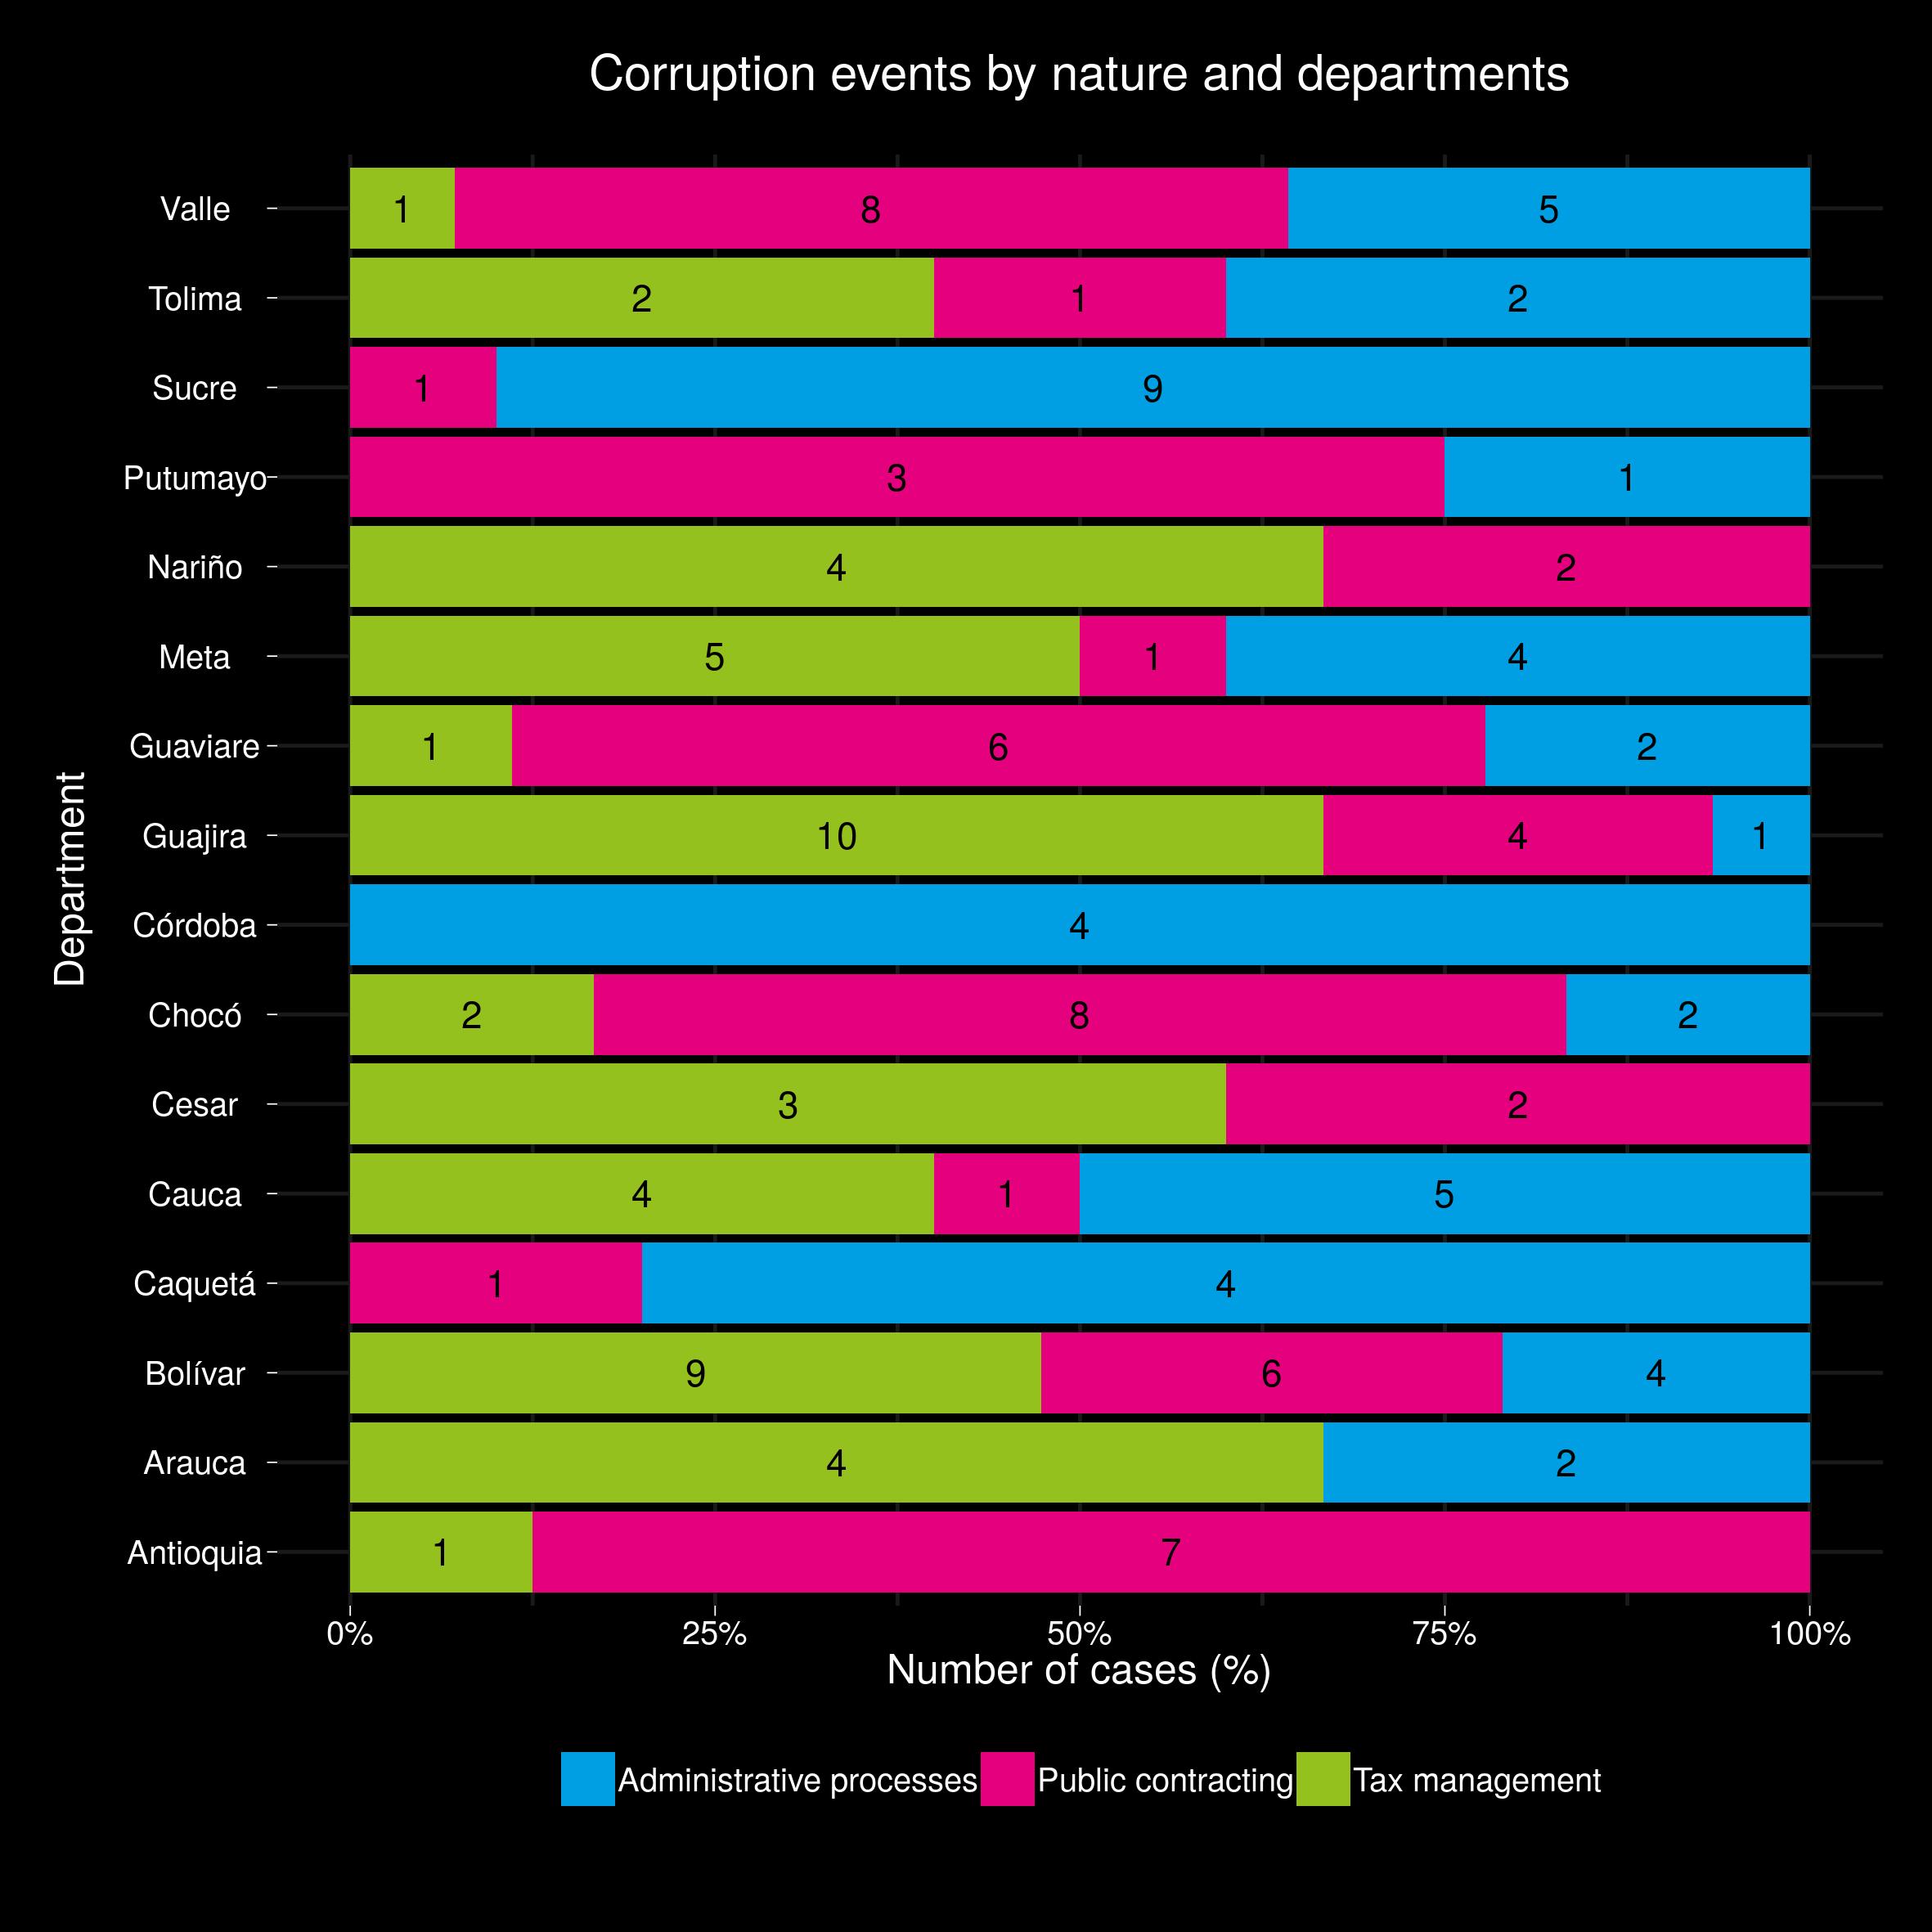 Corruption events by nature and departments
Department
Valle 1 8 5
Tolima 2 1 2
Sucre 1 9
Putumayo 3 1
Nariño 4 2
Meta 5 1 4
Guaviare 1 6 2
Guajira 10 4 1
Córdoba 4
Chocó 2 8 2
Cesar 3 2
Cauca 4 1 5
Caquetá 1 4
Bolívar 9 6 4
Arauca 4 2
Antioquia 1 7
0% 25% 50% 75% 100%
Number of cases (%)
Administrative processes Public contracting Tax management